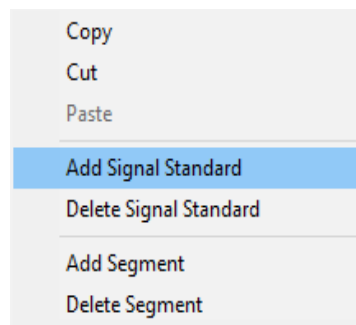 Copy
Cut
Paste
Add Signal Standard
Delete Signal Standard
Add Segment
Delete Segment